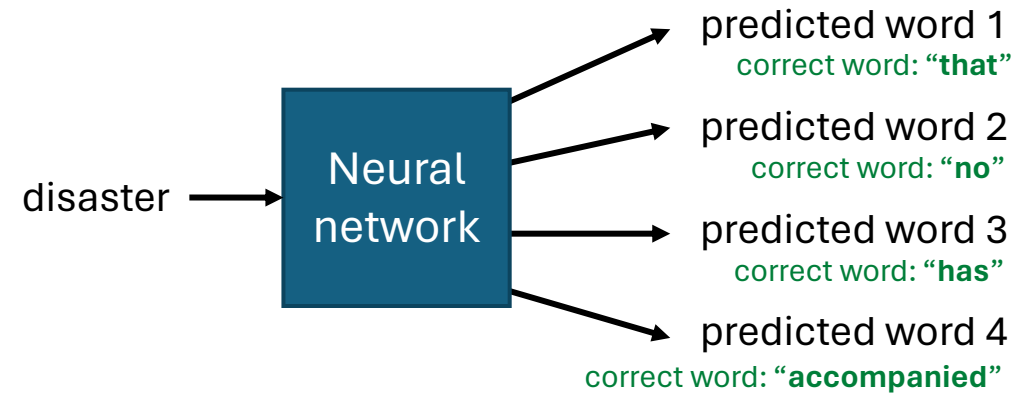 disaster
Neural
network
predicted word 1
correct word: “that”
predicted word 2
correct word: “no”
predicted word 3
correct word: “has”
predicted word 4
correct word: “accompanied”